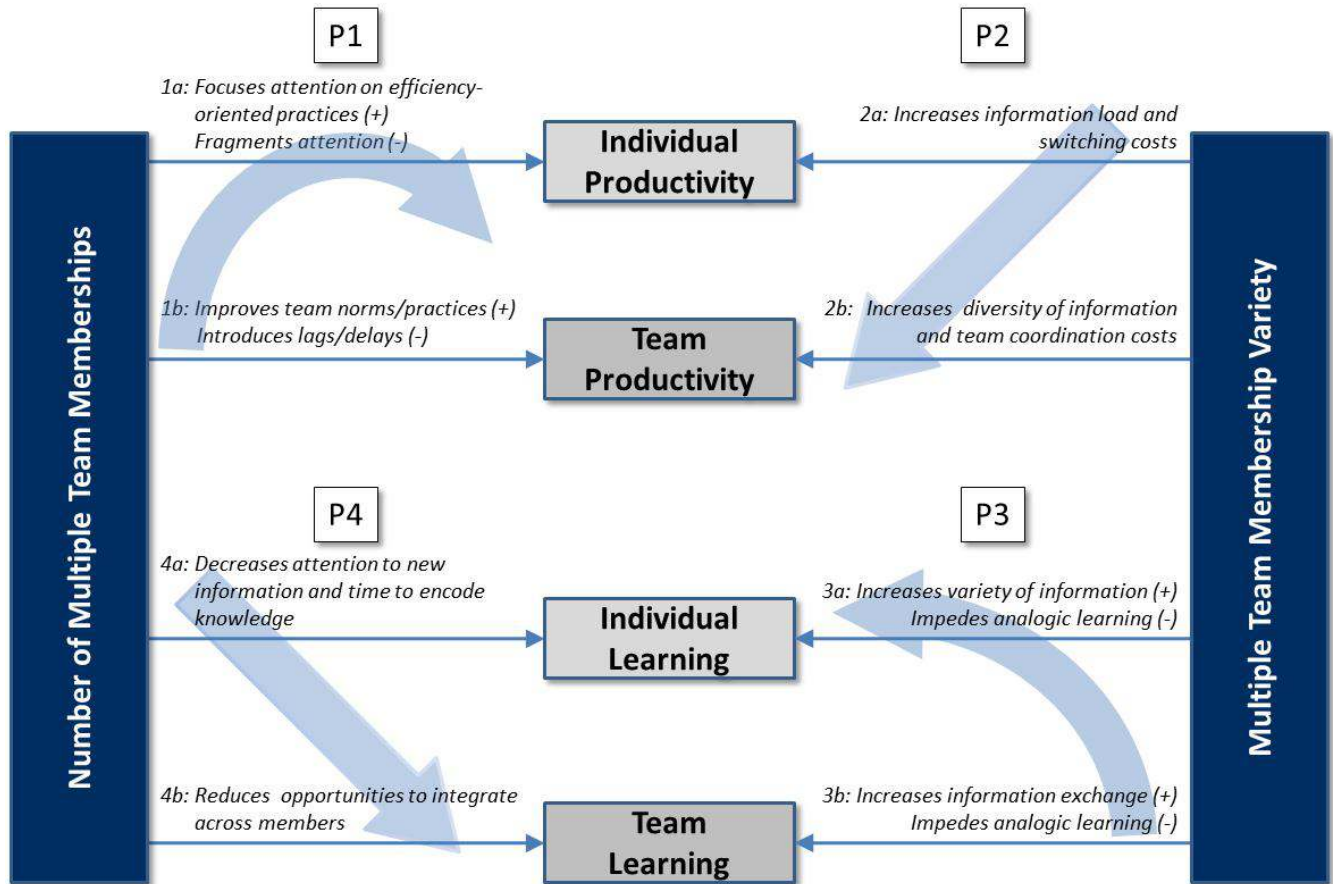 P1
P2
1a: Focuses attention on efficiency-
oriented practices (+)
Fragments attention (-)
2a: Increases information load and
switching costs
Individual
Productivity
Number of Multiple Team Memberships
Multiple Team Membership Variety
1b: Improves team norms/practices (+)
Introduces lags/delays (-)
2b: Increases diversity of information
and team coordination costs
Team
Productivity
P4
P3
4a: Decreases attention to new
information and time to encode
knowledge
3a: Increases variety of information (+)
Impedes analogic learning (-)
Individual
Learning
4b: Reduces opportunities to integrate
across members
3b: Increases information exchange (+)
Impedes analogic learning (-)
Team
Learning